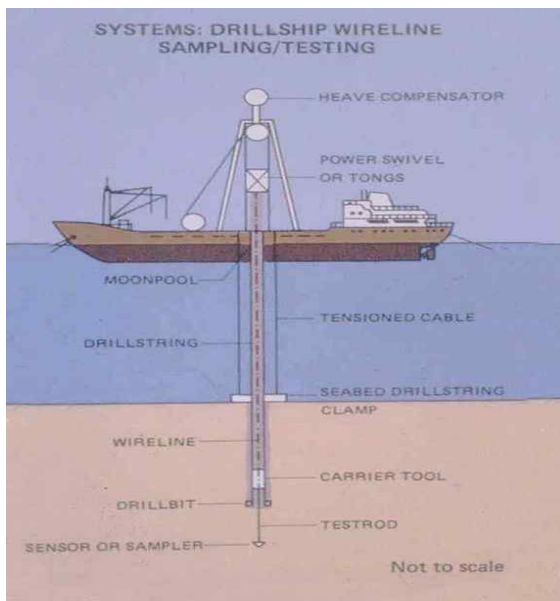 SYSTEMS: DRILLSHIP WIRELINE
SAMPLING/TESTING
HEAVE COMPENSATOR
POWER SWIVEL
OR TONGS
MOONPOOL
TENSIONED CABLE
DRILLSTRING
SEABED DRILLSTRING
CLAMP
WIRELINE
CARRIER TOOL
DRILLBIT
TESTROD
SENSOR OR SAMPLER
Not to scale